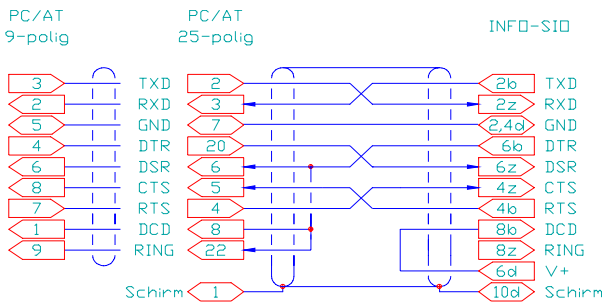 PC/AT PC/AT
9-polig 25-polig INFO-SIO
3 TXD 2 2b TXD
2 RXD 3 2z RXD
5 GND 7 2,4d GND
4 DTR 20 6b DTR
6 DSR 6 6z DSR
8 CTS 5 4z CTS
7 RTS 4 4b RTS
1 DCD 8 8b DCD
9 RING 22 8z RING
6d V+
Schirm 1 10d Schirm